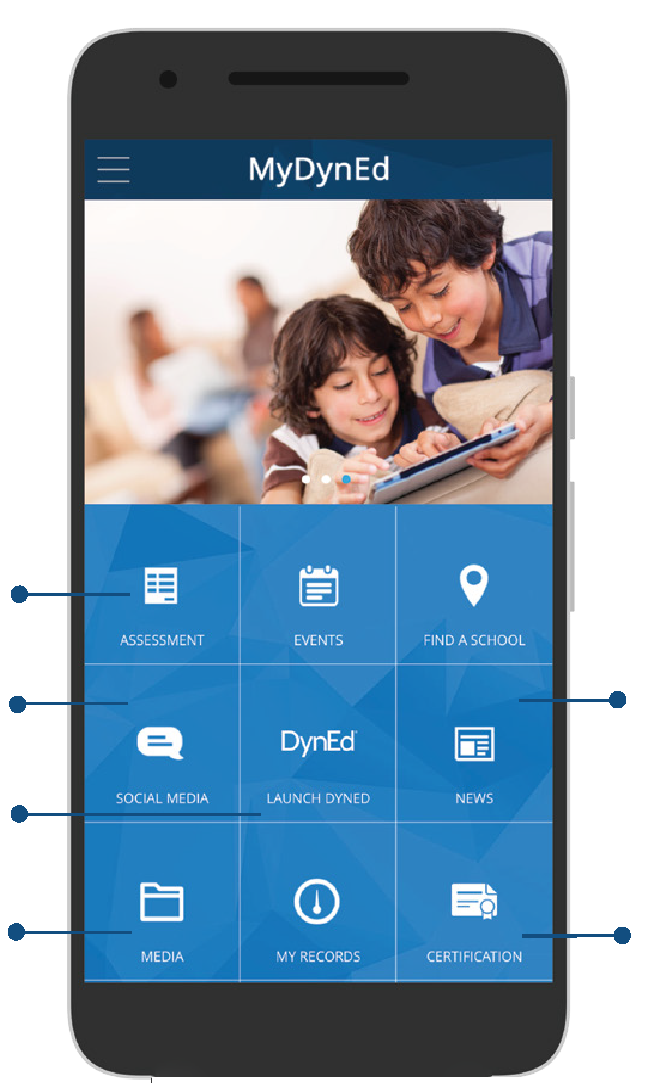 MyDynEd
ASSESSMENT
EVENTS
FIND A SCHOOL
SOCIAL MEDIA
DynEd
LAUNCH DYNED
NEWS
MEDIA
MY RECORDS
CERTIFICATION